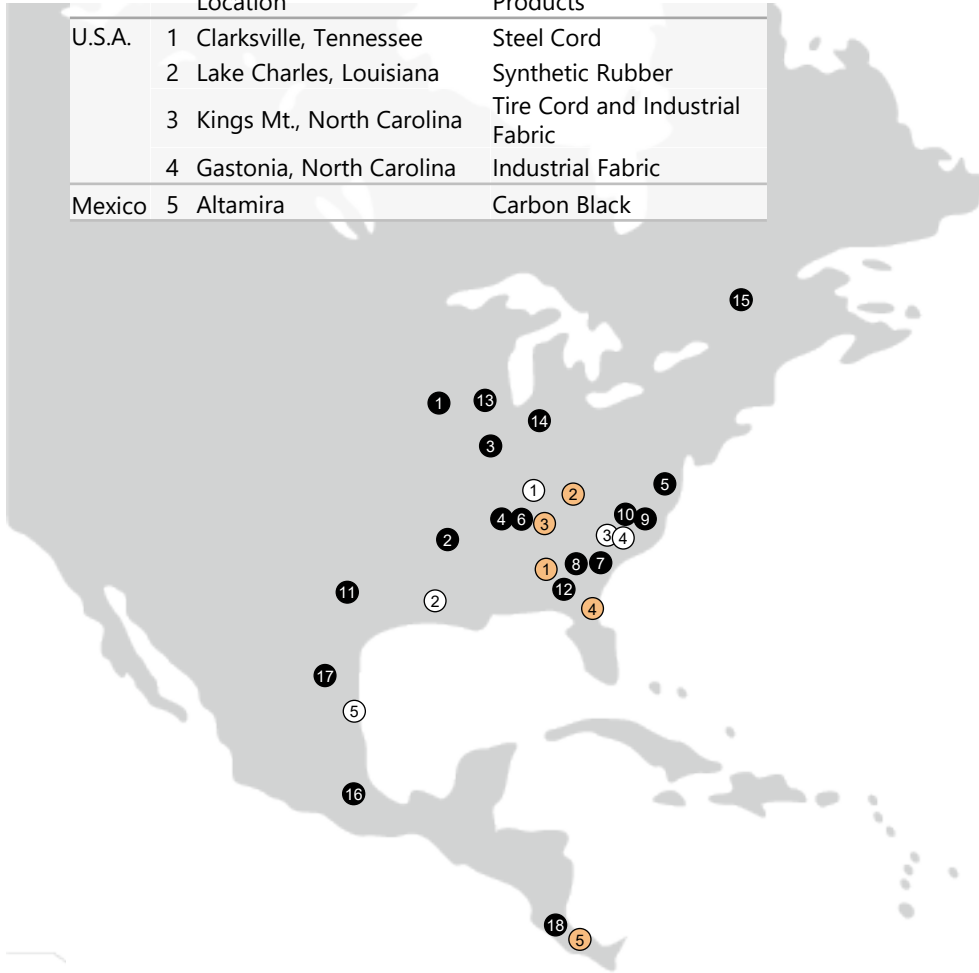 Location Products
U.S.A. 1 Clarksville, Tennessee Steel Cord
2 Lake Charles, Louisiana Synthetic Rubber
3 Kings Mt., North Carolina Tire Cord and Industrial
Fabric
4 Gastonia, North Carolina Industrial Fabric
Mexico 5 Altamira Carbon Black
15
1 13
14
3
1 2 5
4 6 3 10 9
2 3 4
1 8 7
11 2 12 4
17
5
16
18 5